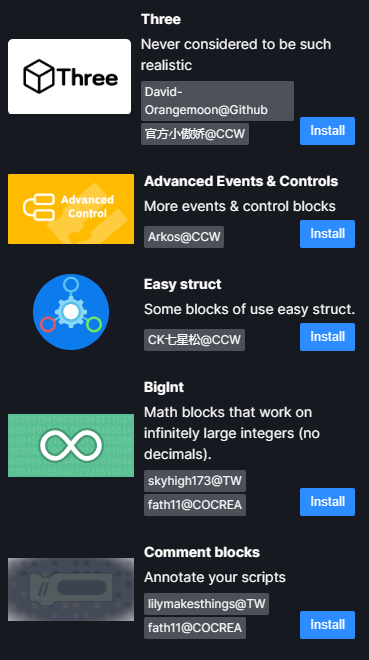 Three
Three
Never considered to be such
realistic
David-
Orangemoon@Github
官方小傲娇@CCW
Install
Advanced
Control
Advanced Events & Controls
More events & control blocks
Arkos@CCW
Install
Easy struct
Some blocks of use easy struct.
CK七星松@CCW
Install
BigInt
Math blocks that work on
infinitely large integers (no
decimals).
skyhigh173@TW
fath11@COCREA
Install
//
Comment blocks
Annotate your scripts
lilymakesthings@TW
fath11@COCREA
Install